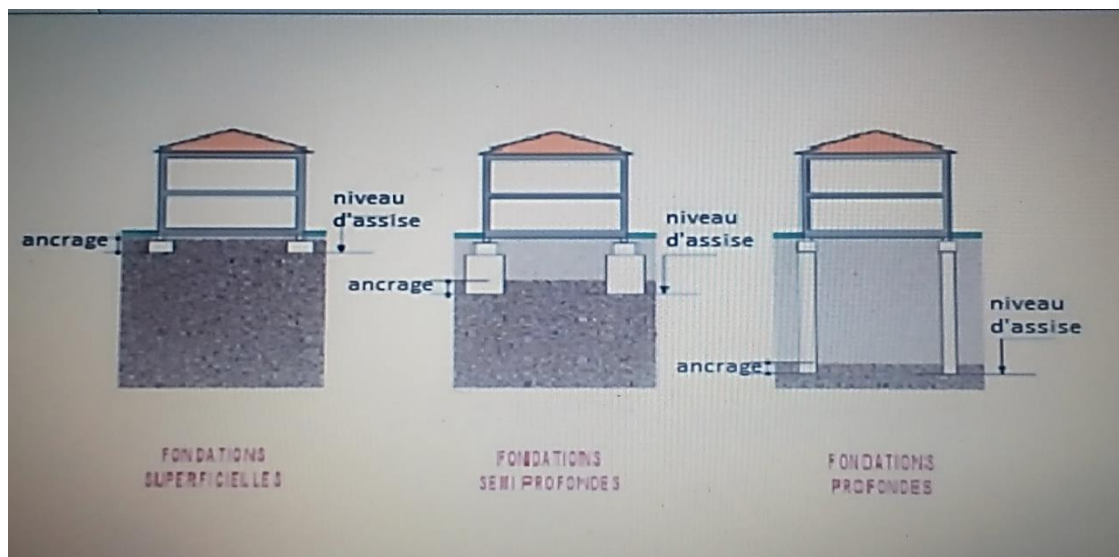 niveau
d'assise
ancrage
FONDATIONS
SUPERFICIELLES
niveau
d'assise
ancrage
FONDATIONS
SEMI PROFONDES
niveau
d'assise
ancrage
FONDATIONS
PROFONDES